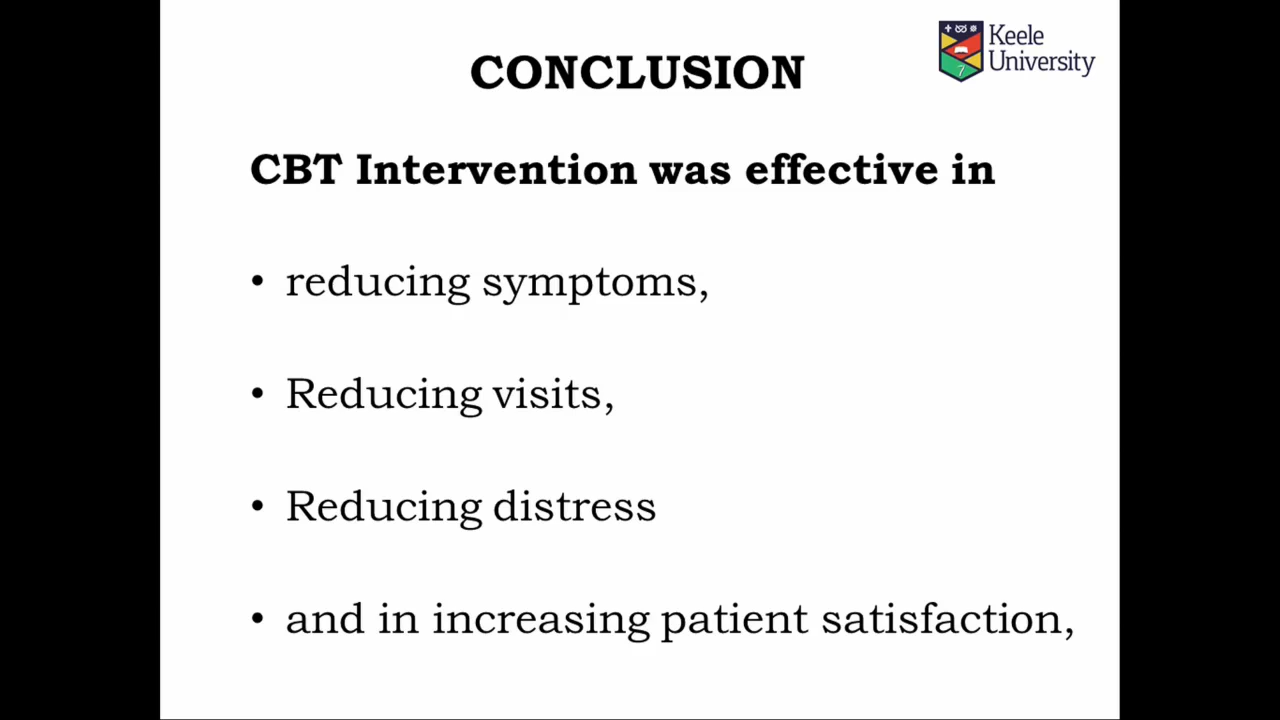 Keele
University
CONCLUSION
CBT Intervention was effective in
• reducing symptoms,
• Reducing visits,
• Reducing distress
• and in increasing patient satisfaction,